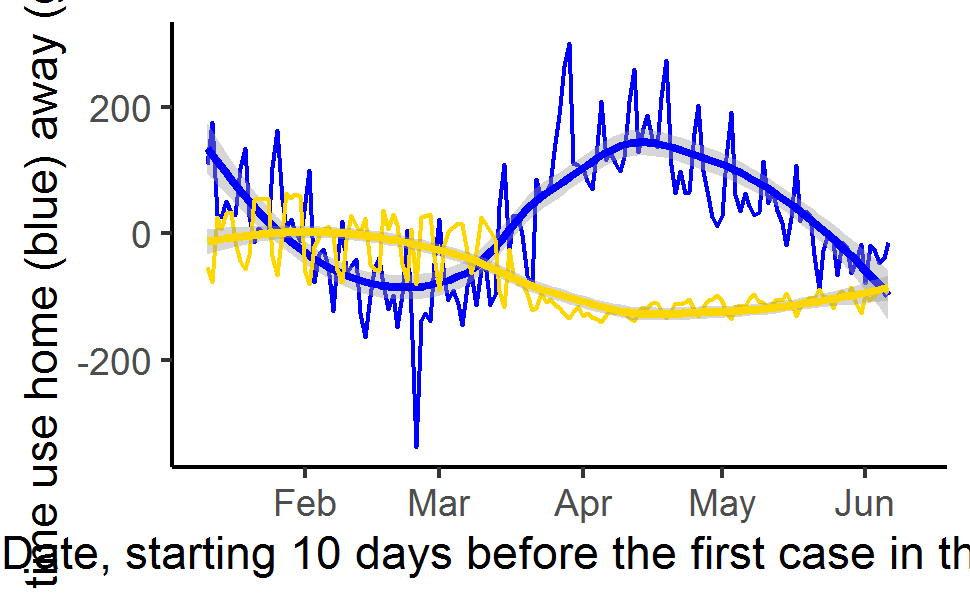 time use home (blue) away (
200
0
-200
Feb Mar Apr May Jun
Date, starting 10 days before the first case in th